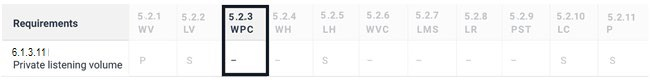 Requirements 5.2.1 WV 5.2.2 LV 5.2.3 WPC 5.2.4 WH 5.2.5 LH 5.2.6 WVC 5.2.7 LMS 5.2.8 LR 5.2.9 PST 5.2.10 LC 5.2.11 P
6.1.3.11
Private listening volume P S – – S – – – – S S